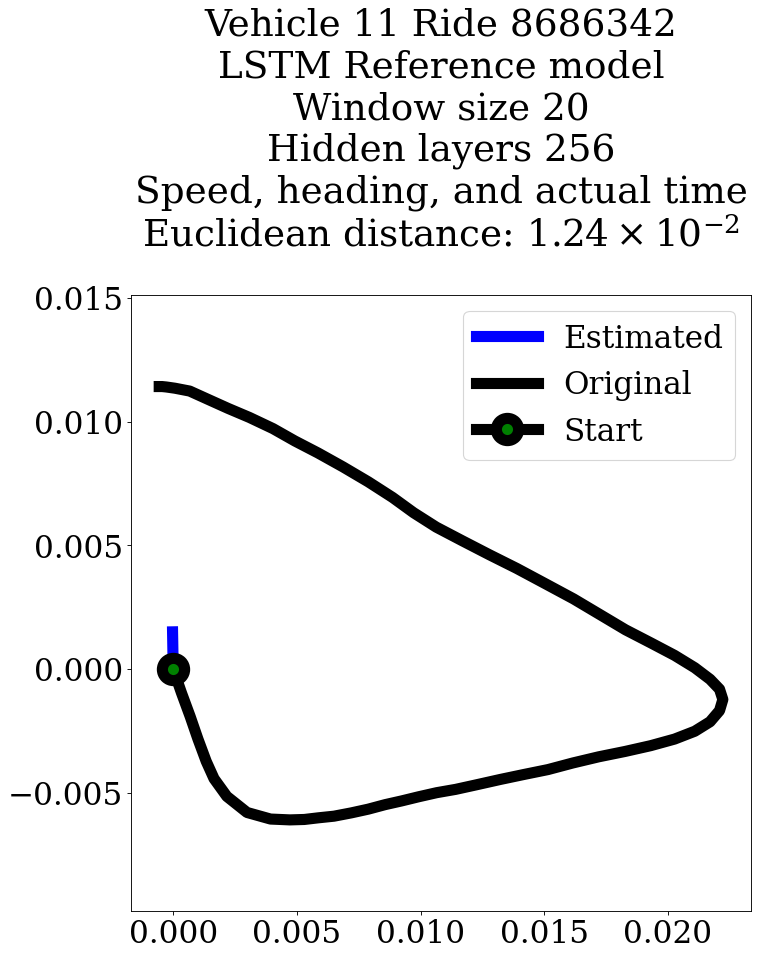 Vehicle 11 Ride 8686342
LSTM Reference model
Window size 20
Hidden layers 256
Speed, heading, and actual time
Euclidean distance: 1.24 × 10⁻²
0.015
0.010
0.005
0.000
−0.005
Estimated
Original
Start
0.000 0.005 0.010 0.015 0.020